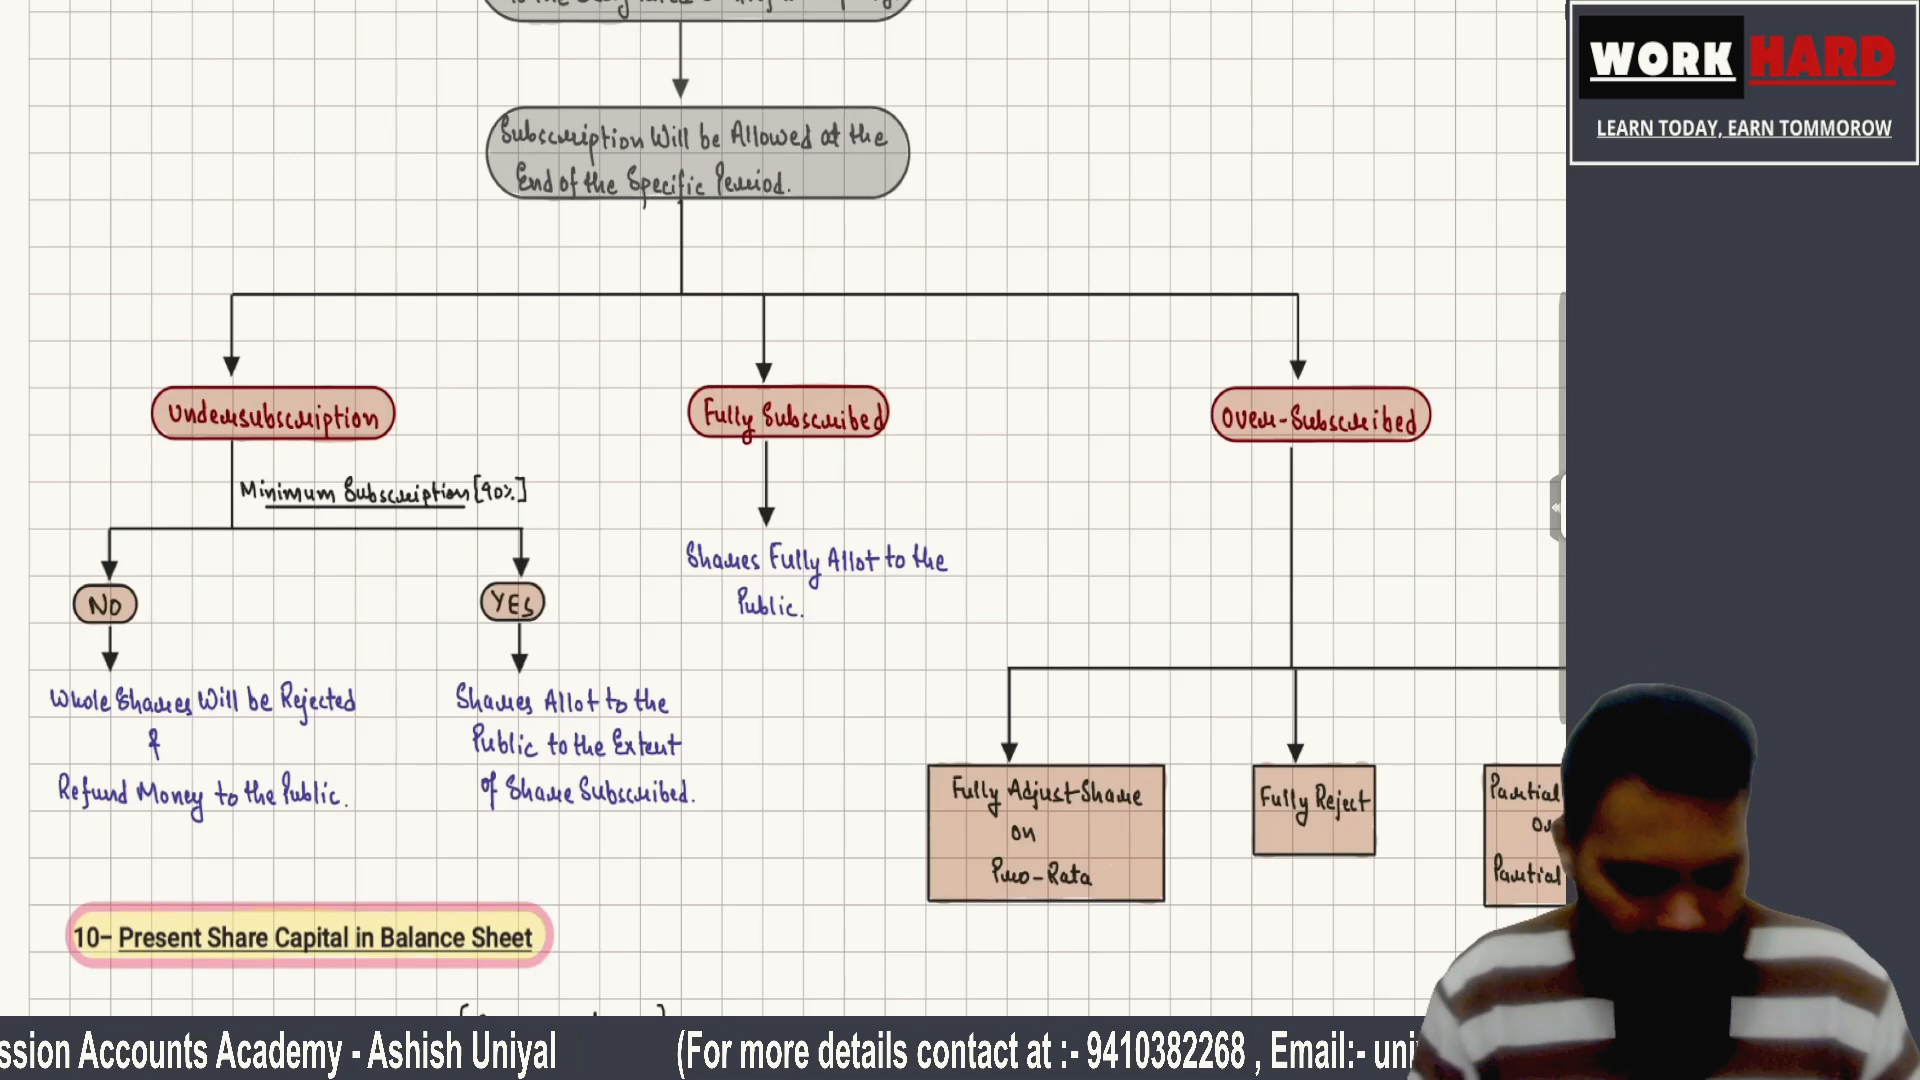 WORK HARD
LEARN TODAY, EARN TOMMOROW
Subscription Will be Allowed at the
End of the Specific Period.
Undersubscription
Fully Subscribed
Over-Subscribed
Minimum Subscription [90%]
NO
YES
Shares Fully Allot to the
Public.
Whole Shares Will be Rejected
&
Refund Money to the Public.
Shares Allot to the
Public to the Extent
of Share Subscribed.
Fully Adjust Share
on
Pro-Rata
Fully Reject
Partial
Partial
10- Present Share Capital in Balance Sheet
ssion Accounts Academy - Ashish Uniyal (For more details contact at :- 9410382268 , Email:- uni